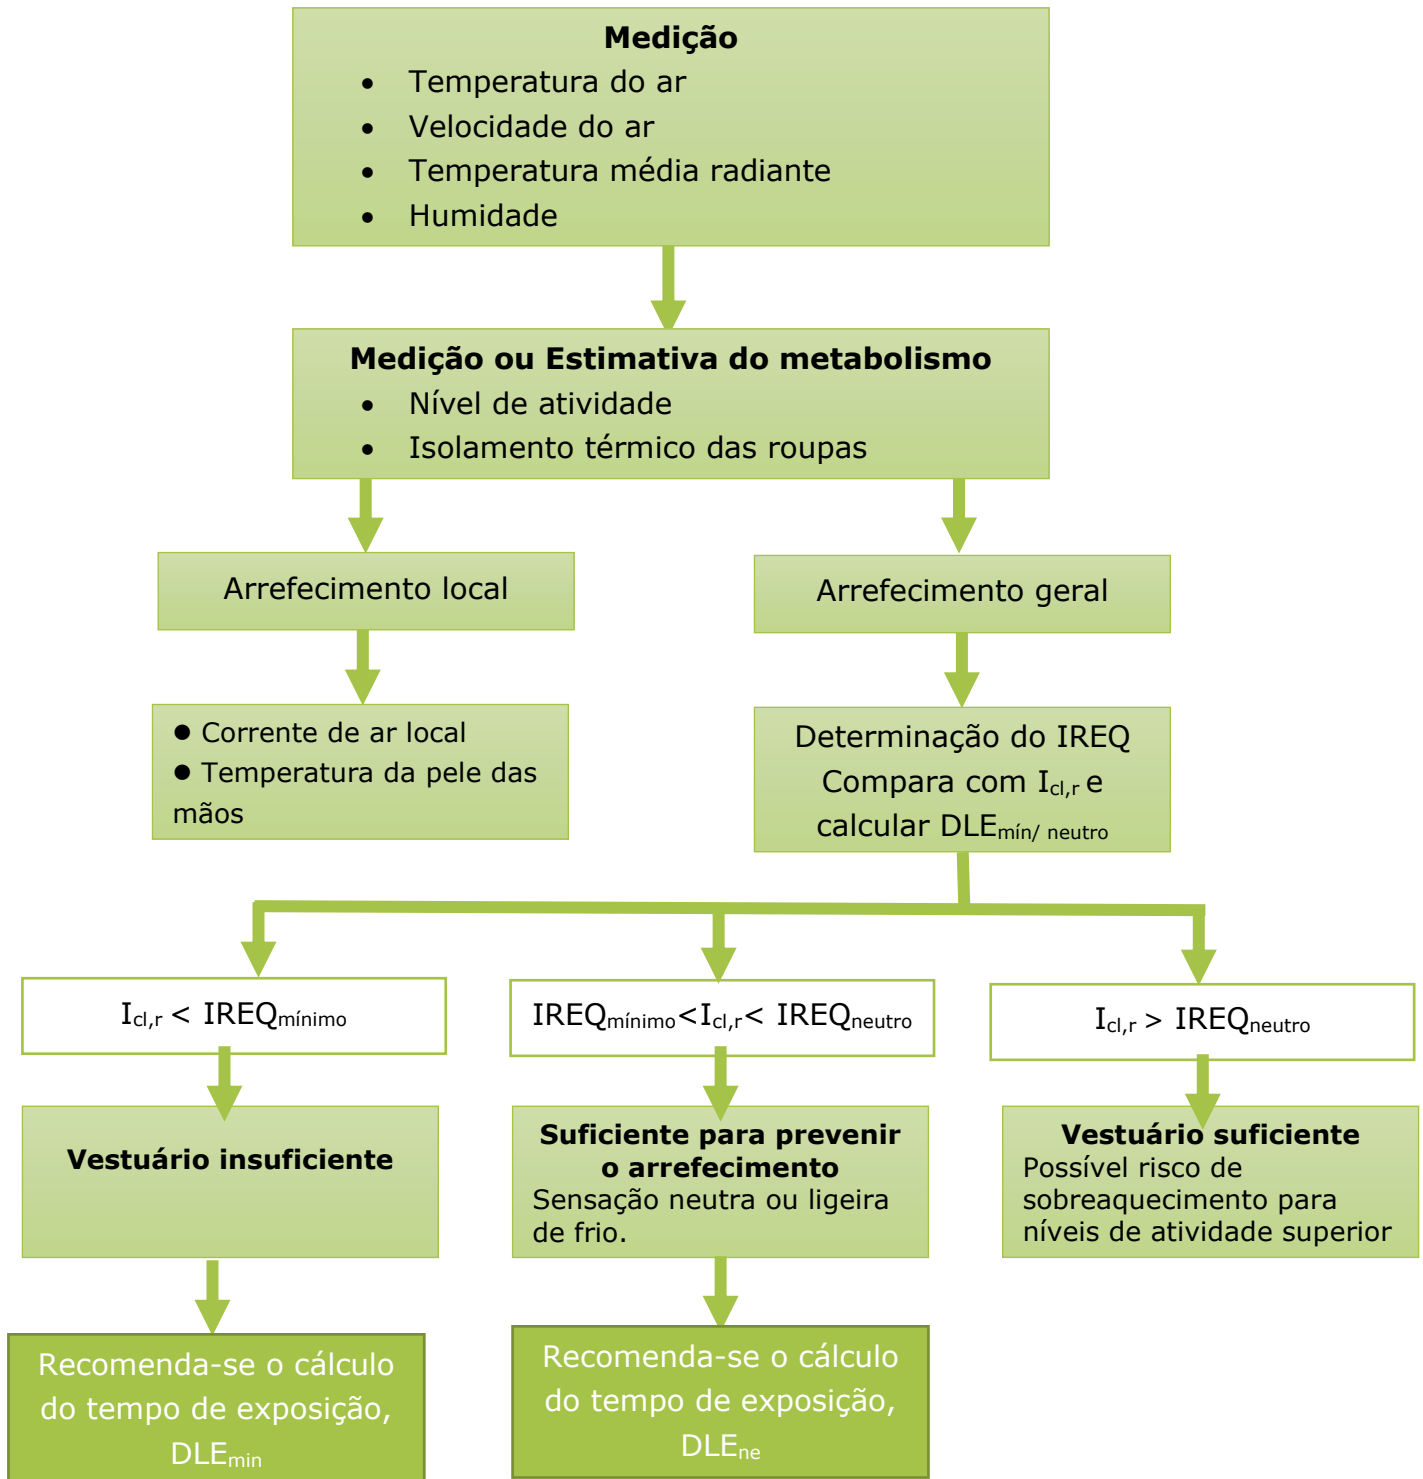 Medição
• Temperatura do ar
• Velocidade do ar
• Temperatura média radiante
• Humidade
Medição ou Estimativa do metabolismo
• Nível de atividade
• Isolamento térmico das roupas
Arrefecimento local
Arrefecimento geral
● Corrente de ar local
● Temperatura da pele das
mãos
Determinação do IREQ
Compara com Icl,r e
calcular DLEmín/ neutro
Icl,r < IREQmínimo
IREQmínimo<Icl,r< IREQneutro
Icl,r > IREQneutro
Vestuário insuficiente
Suficiente para prevenir
o arrefecimento
Sensação neutra ou ligeira
de frio.
Vestuário suficiente
Possível risco de
sobreaquecimento para
níveis de atividade superior
Recomenda-se o cálculo
do tempo de exposição,
DLEmin
Recomenda-se o cálculo
do tempo de exposição,
DLEne